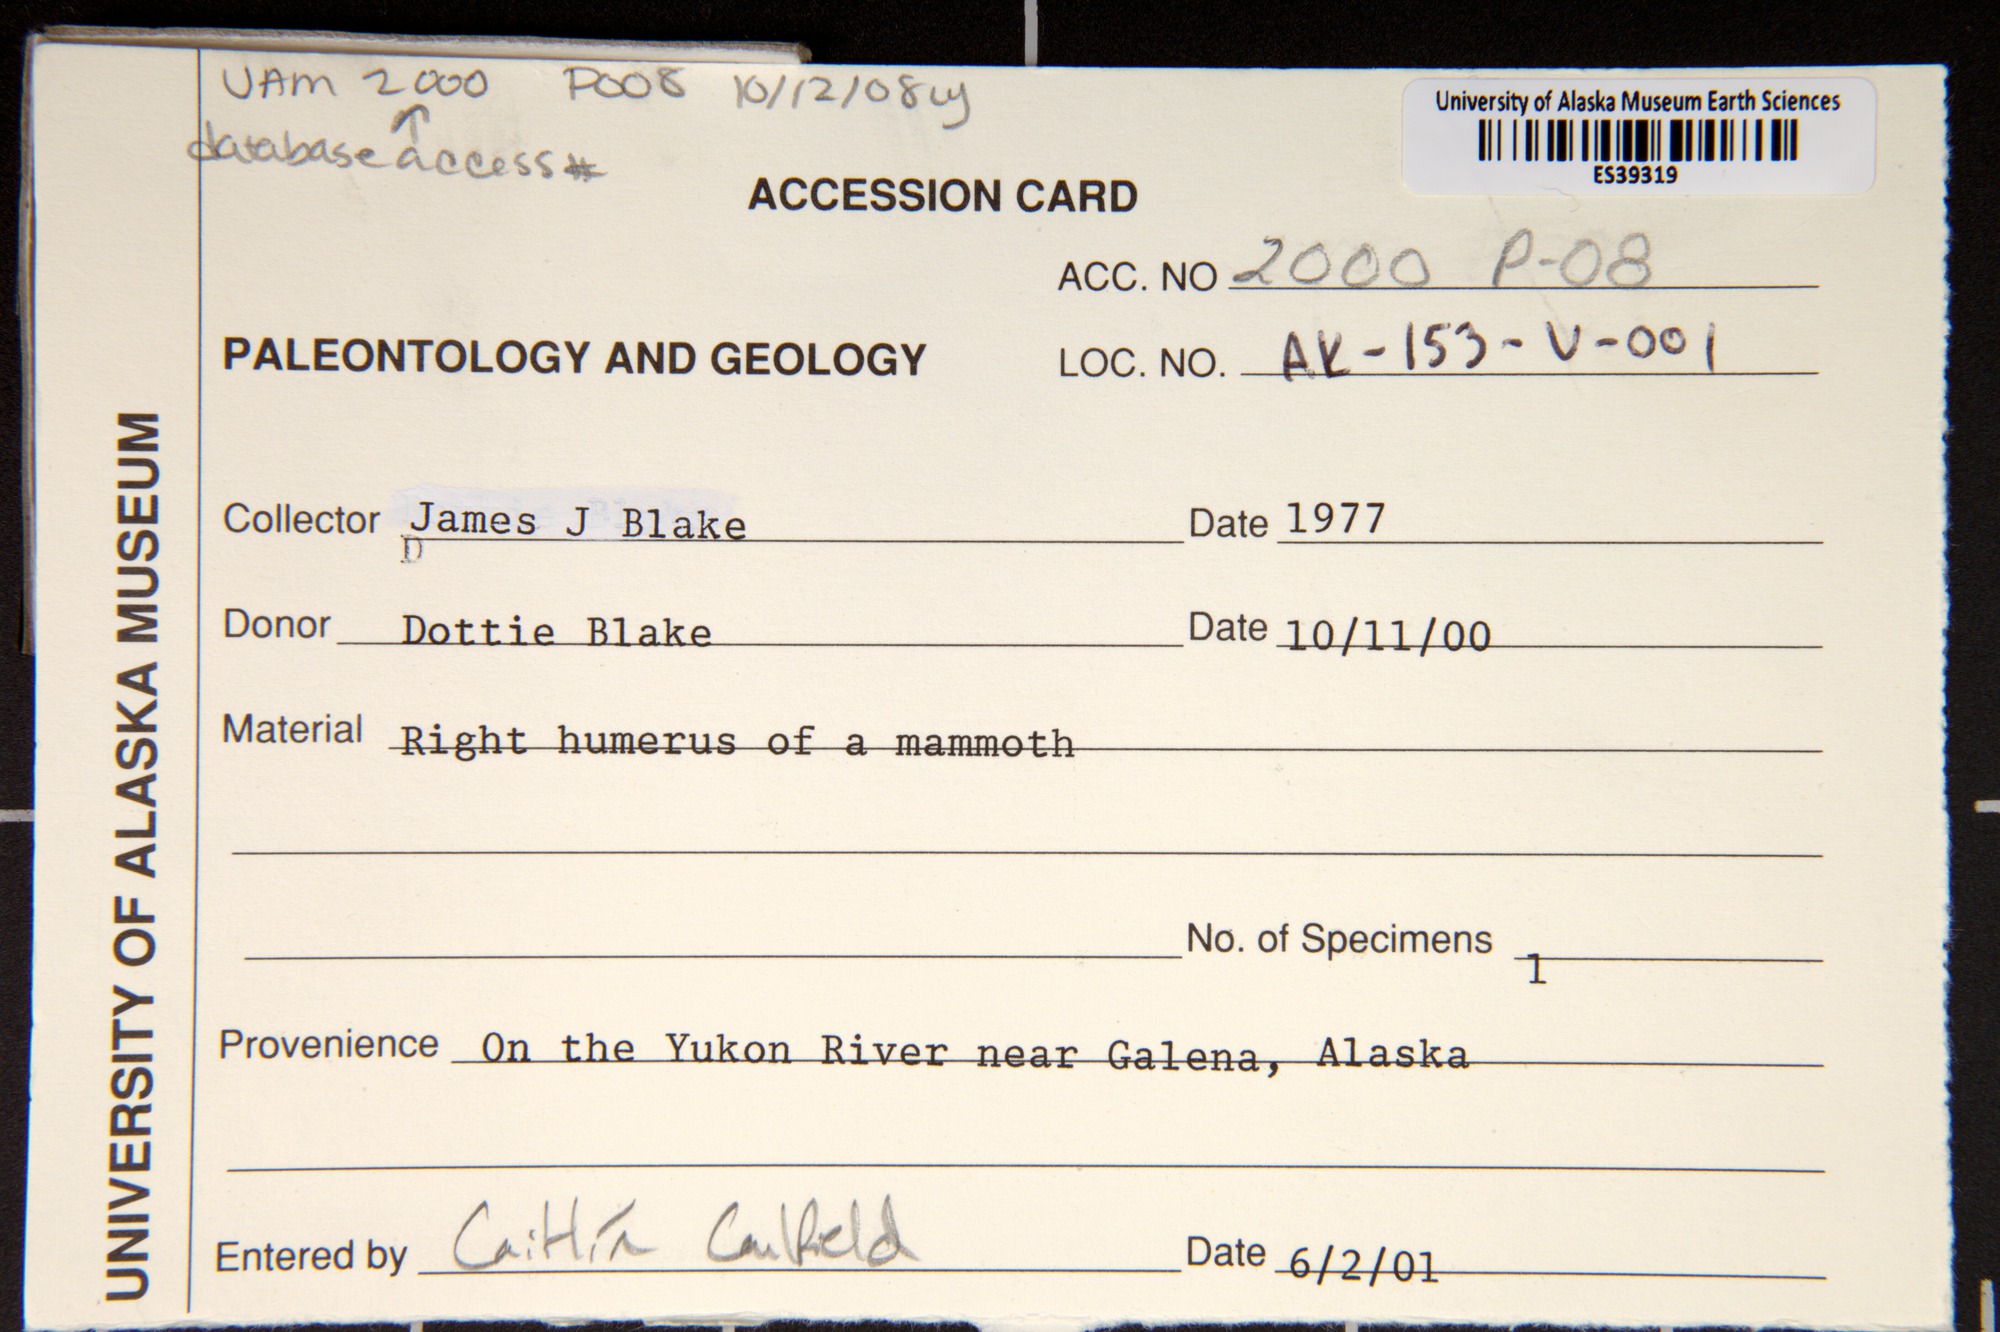 UAM 2000 P008 10/12/08
database access#
University of Alaska Museum Earth Sciences
ES39319
ACCESSION CARD
ACC. NO 2000 P-08
PALEONTOLOGY AND GEOLOGY
LOC. NO. AK-153-V-001
UNIVERSITY OF ALASKA MUSEUM
Collector James J Blake Date 1977
D
Donor Dottie Blake Date 10/11/00
Material Right humerus of a mammoth
No. of Specimens 1
Provenience On the Yukon River near Galena, Alaska
Entered by Caitlin Caulfield Date 6/2/01